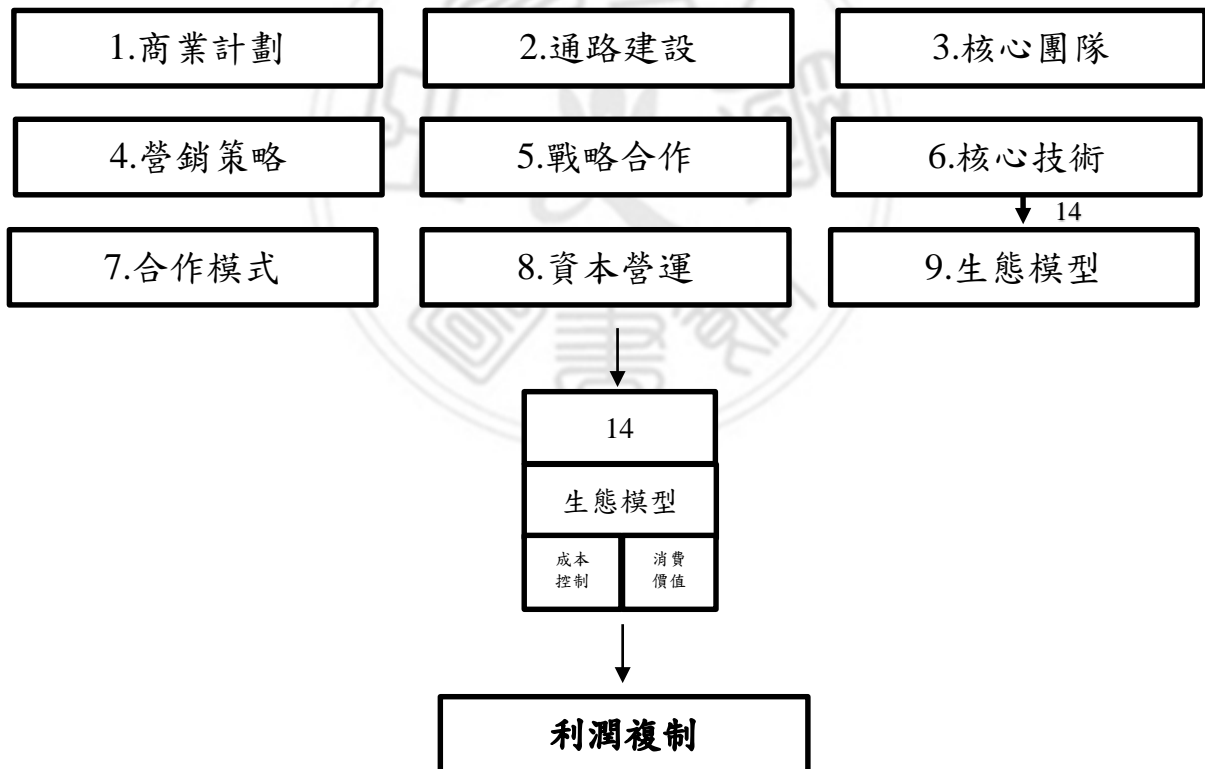 1.商業計劃
2.通路建設
3.核心團隊
4.營銷策略
5.戰略合作
6.核心技術
14
7.合作模式
8.資本營運
9.生態模型
14
生態模型
成本
控制
消費
價值
利潤複制